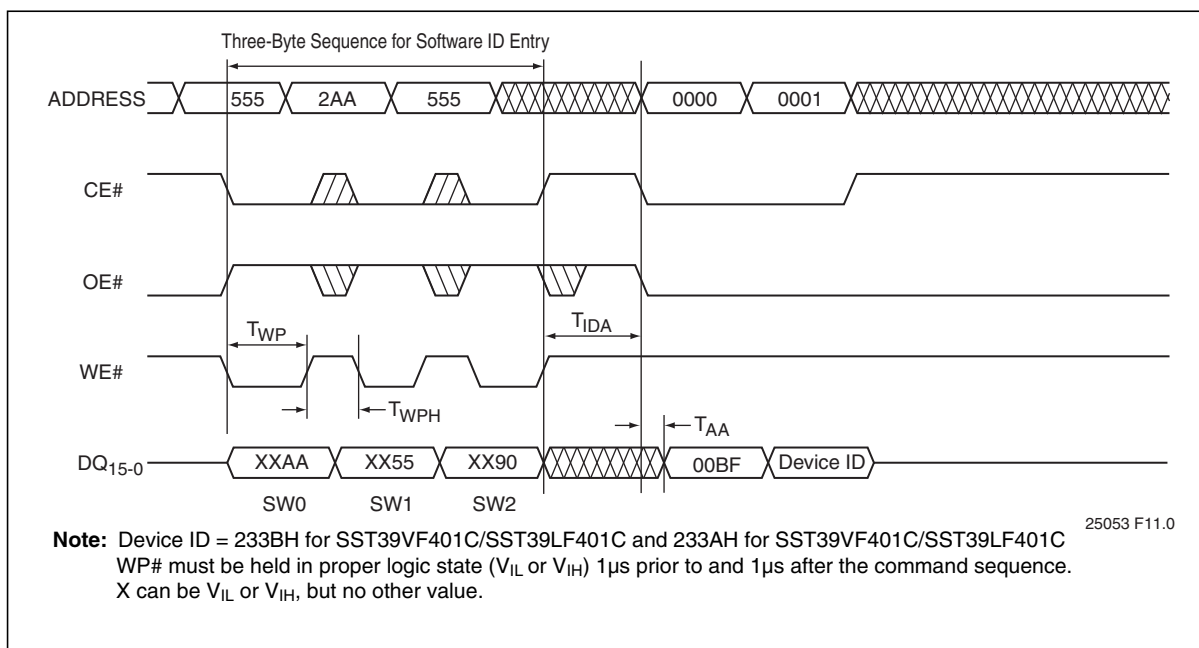 Three-Byte Sequence for Software ID Entry
ADDRESS 555 2AA 555 0000 0001
CE#
OE#
TWP TIDA
WE#
TWPH TAA
DQ15-0 XXAA XX55 XX90 00BF Device ID
SW0 SW1 SW2
25053 F11.0
Note: Device ID = 233BH for SST39VF401C/SST39LF401C and 233AH for SST39VF401C/SST39LF401C
WP# must be held in proper logic state (VIL or VIH) 1µs prior to and 1µs after the command sequence.
X can be VIL or VIH, but no other value.